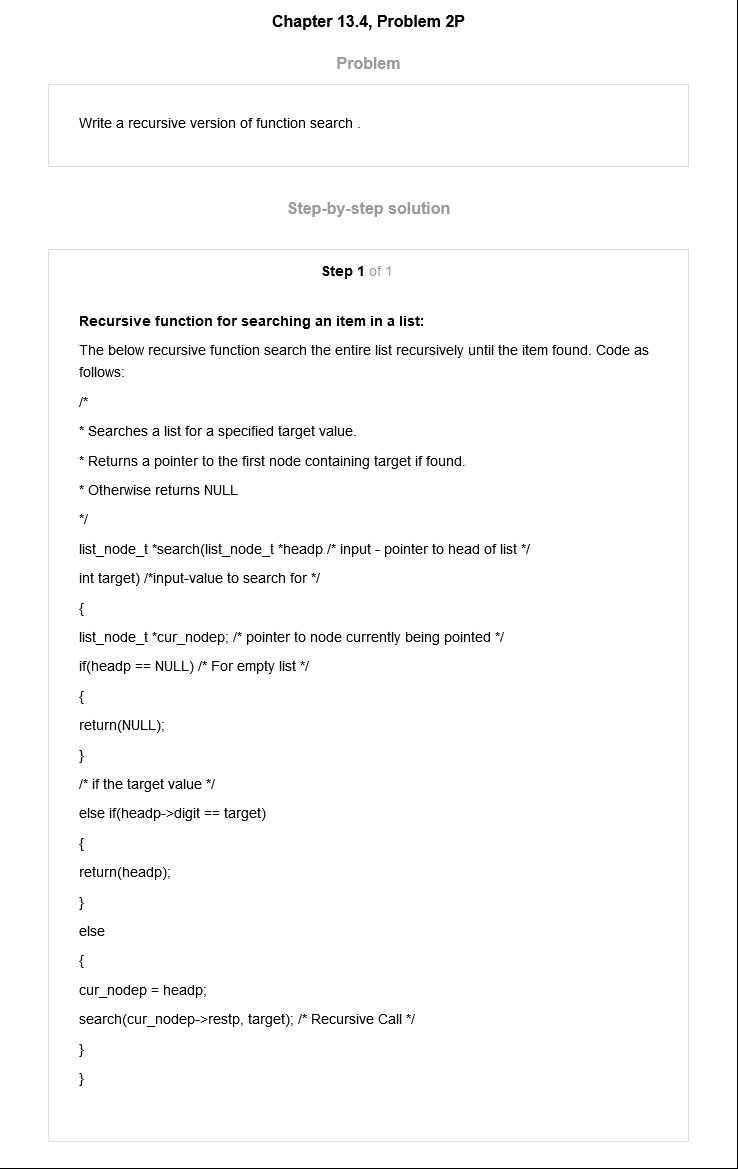 Chapter 13.4, Problem 2P
Problem
Write a recursive version of function search .
Step-by-step solution
Step 1 of 1
Recursive function for searching an item in a list:
The below recursive function search the entire list recursively until the item found. Code as
follows:
/*
* Searches a list for a specified target value.
* Returns a pointer to the first node containing target if found.
* Otherwise returns NULL
*/
list_node_t *search(list_node_t *headp /* input - pointer to head of list */
int target) /*input-value to search for */
{
list_node_t *cur_nodep; /* pointer to node currently being pointed */
if(headp == NULL) /* For empty list */
{
return(NULL);
}
/* if the target value */
else if(headp->digit == target)
{
return(headp);
}
else
{
cur_nodep = headp;
search(cur_nodep->restp, target); /* Recursive Call */
}
}